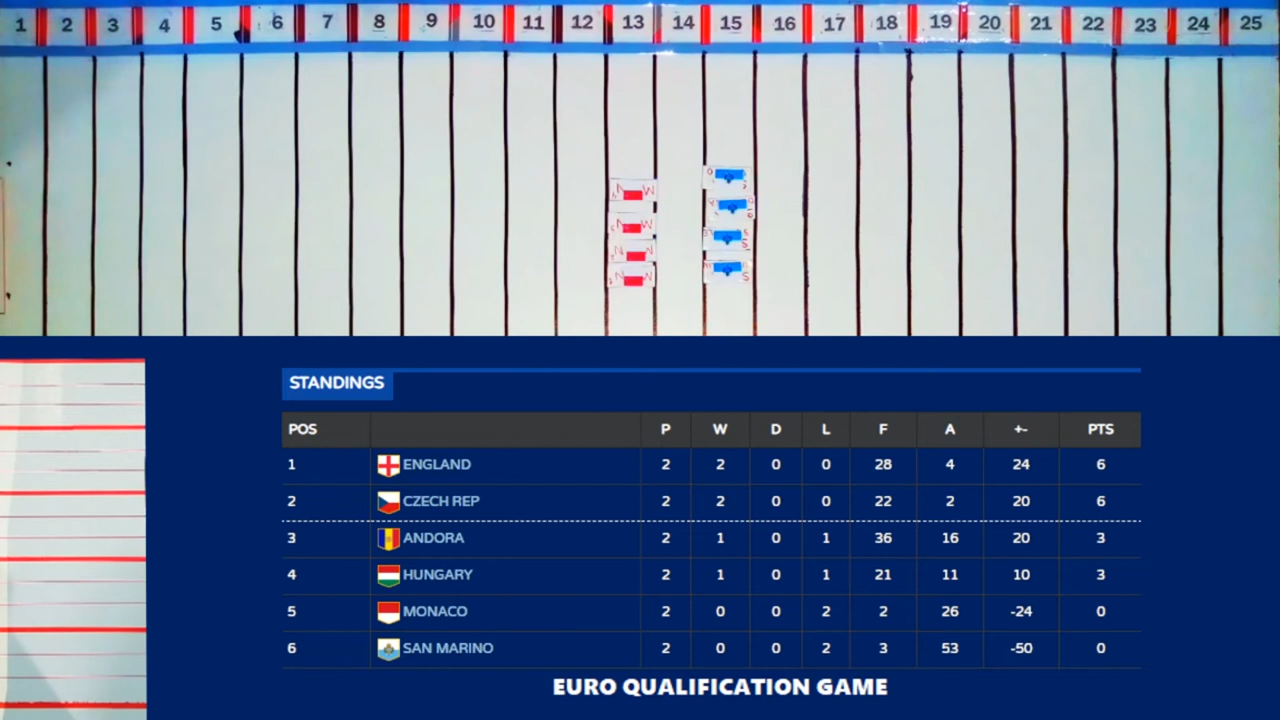 1 2 3 4 5 6 7 8 9 10 11 12 13 14 15 16 17 18 19 20 21 22 23 24 25
STANDINGS
POS P W D L F A +- PTS
1 ENGLAND 2 2 0 0 28 4 24 6
2 CZECH REP 2 2 0 0 22 2 20 6
3 ANDORA 2 1 0 1 36 16 20 3
4 HUNGARY 2 1 0 1 21 11 10 3
5 MONACO 2 0 0 2 2 26 -24 0
6 SAN MARINO 2 0 0 2 3 53 -50 0
EURO QUALIFICATION GAME